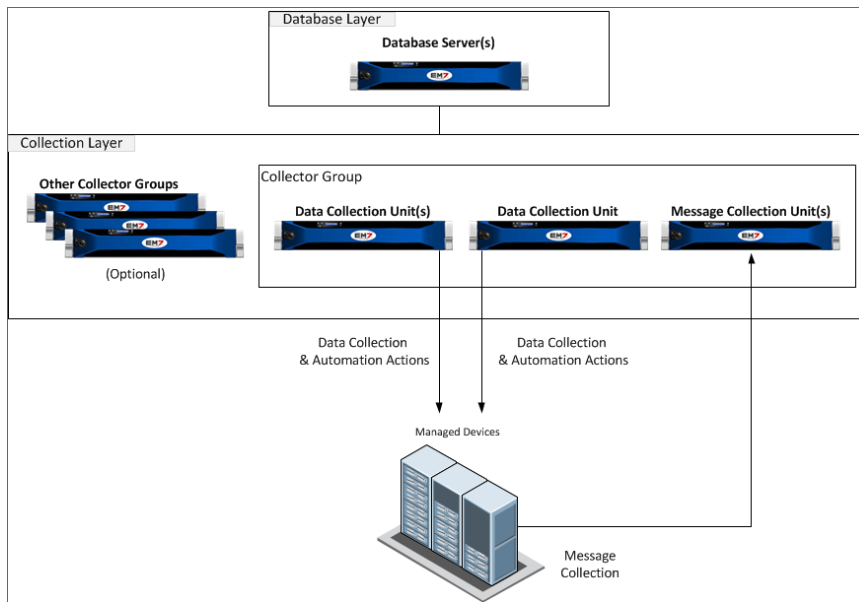 Database Layer
Database Server(s)
EM7
Collection Layer
Other Collector Groups
EM7
EM7
EM7
(Optional)
Collector Group
Data Collection Unit(s)
Data Collection Unit
Message Collection Unit(s)
EM7
EM7
EM7
Data Collection
& Automation Actions
Data Collection
& Automation Actions
Managed Devices
Message
Collection